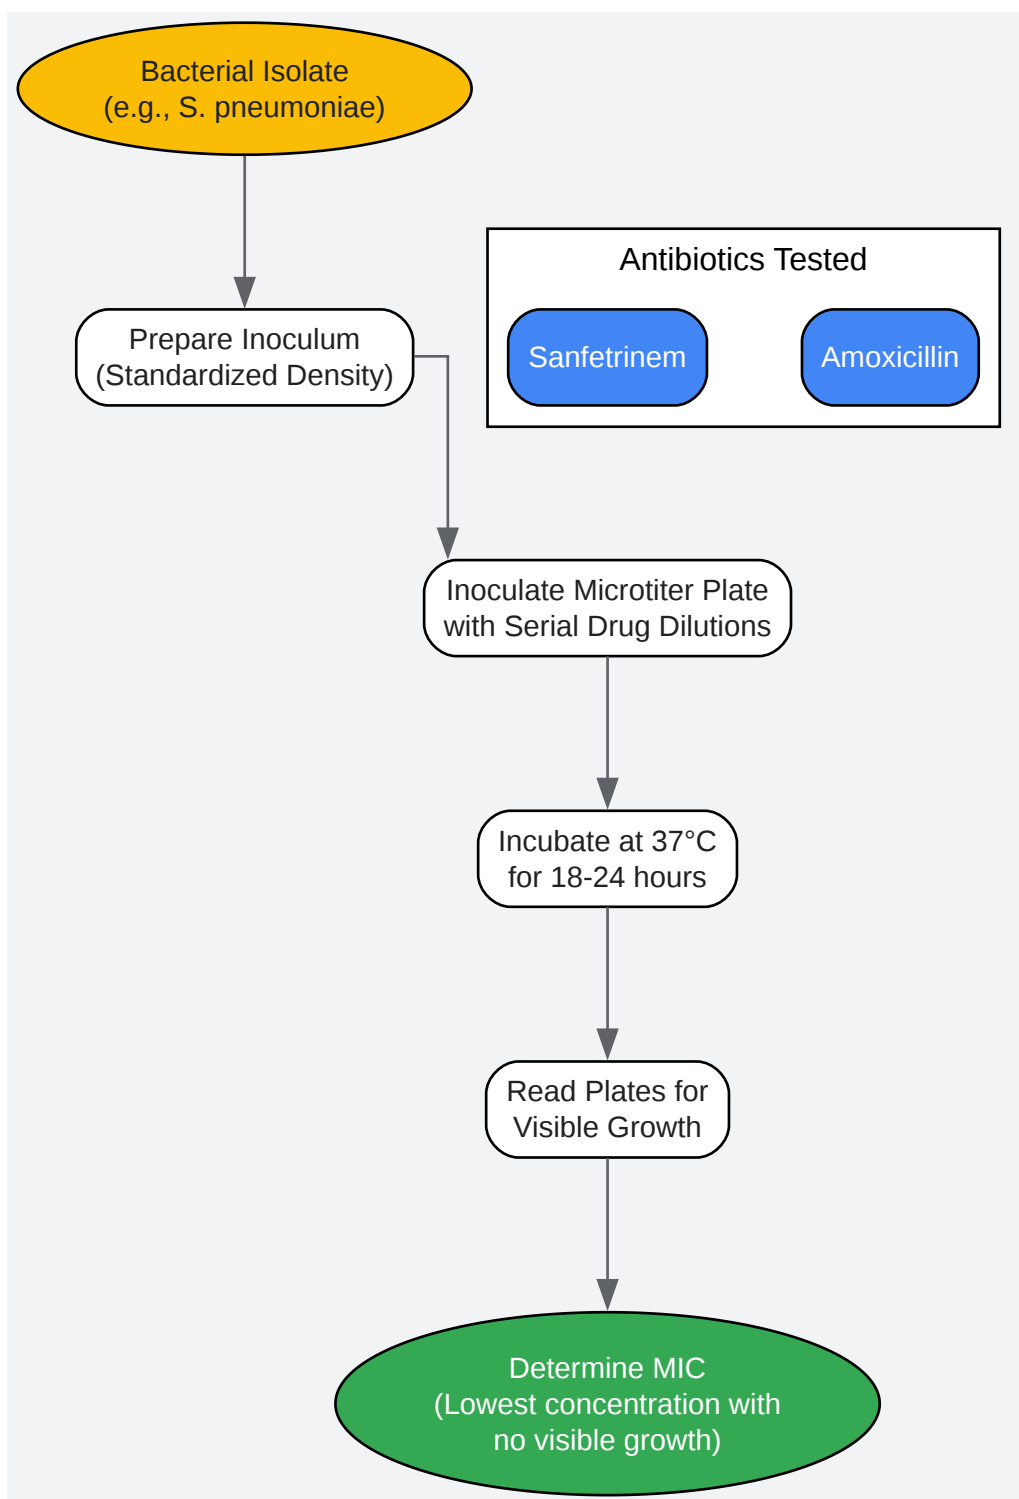 Bacterial Isolate
(e.g., S. pneumoniae)
Antibiotics Tested
Prepare Inoculum
(Standardized Density)
Sanfetrinem
Amoxicillin
Inoculate Microtiter Plate
with Serial Drug Dilutions
Incubate at 37°C
for 18-24 hours
Read Plates for
Visible Growth
Determine MIC
(Lowest concentration with
no visible growth)